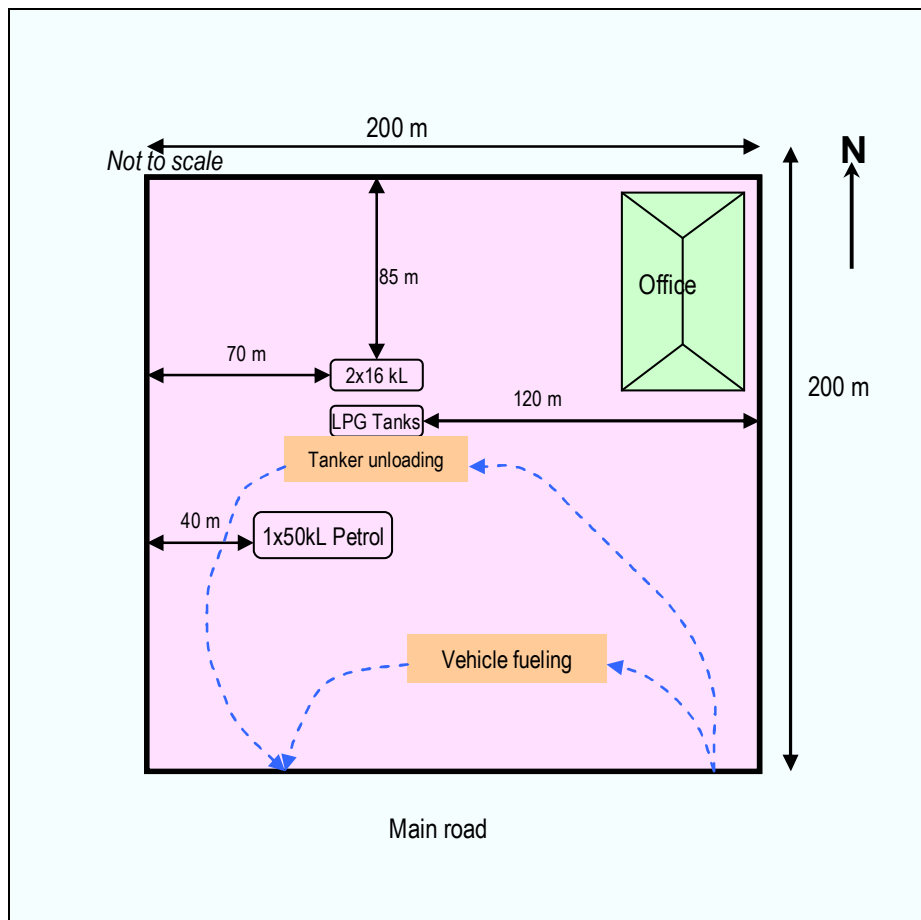 200 m
Not to scale
N
85 m
Office
70 m
2x16 kL
200 m
120 m
LPG Tanks
Tanker unloading
40 m
1x50kL Petrol
Vehicle fueling
Main road